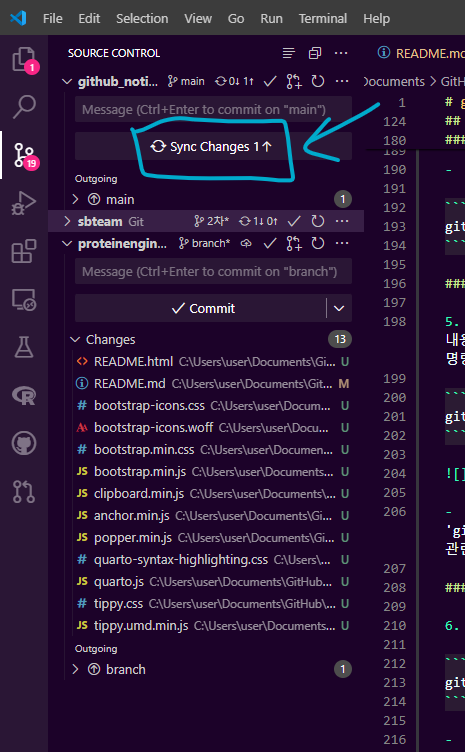 File Edit Selection View Go Run Terminal Help
1
19
SOURCE CONTROL
github_noti... main 0↓ 1↑
Message (Ctrl+Enter to commit on "main")
Sync Changes 1↑
Outgoing
main 1
sbteam Git 2차* 1↓ 0↑
proteinengin... branch*
Message (Ctrl+Enter to commit on "branch")
Commit
Changes 13
README.html C:\Users\user\Documents\Gi... U
README.md C:\Users\user\Documents\Git... M
bootstrap-icons.css C:\Users\user\Docum... U
bootstrap-icons.woff C:\Users\user\Docu... U
bootstrap.min.css C:\Users\user\Docume... U
bootstrap.min.js C:\Users\user\Documents... U
clipboard.min.js C:\Users\user\Documents... U
anchor.min.js C:\Users\user\Documents\... U
popper.min.js C:\Users\user\Documents\... U
quarto-syntax-highlighting.css C:\Users\... U
quarto.js C:\Users\user\Documents\GitHub... U
tippy.css C:\Users\user\Documents\GitHub\... U
tippy.umd.min.js C:\Users\user\Documen... U
Outgoing
branch 1
README.md
Documents > GitH
1 # g
124 ##
180 ###
189
190 -
191
192 ```
193 git
194 ```
195
196 ###
197
198 5.
내용
명령
199
200 ```
201 git
202 ```
203
204 ![]
205
206 -
'gi
관련
207
208 ###
209
210 6.
211
212 ```
213 git
214 ```
215
216 -